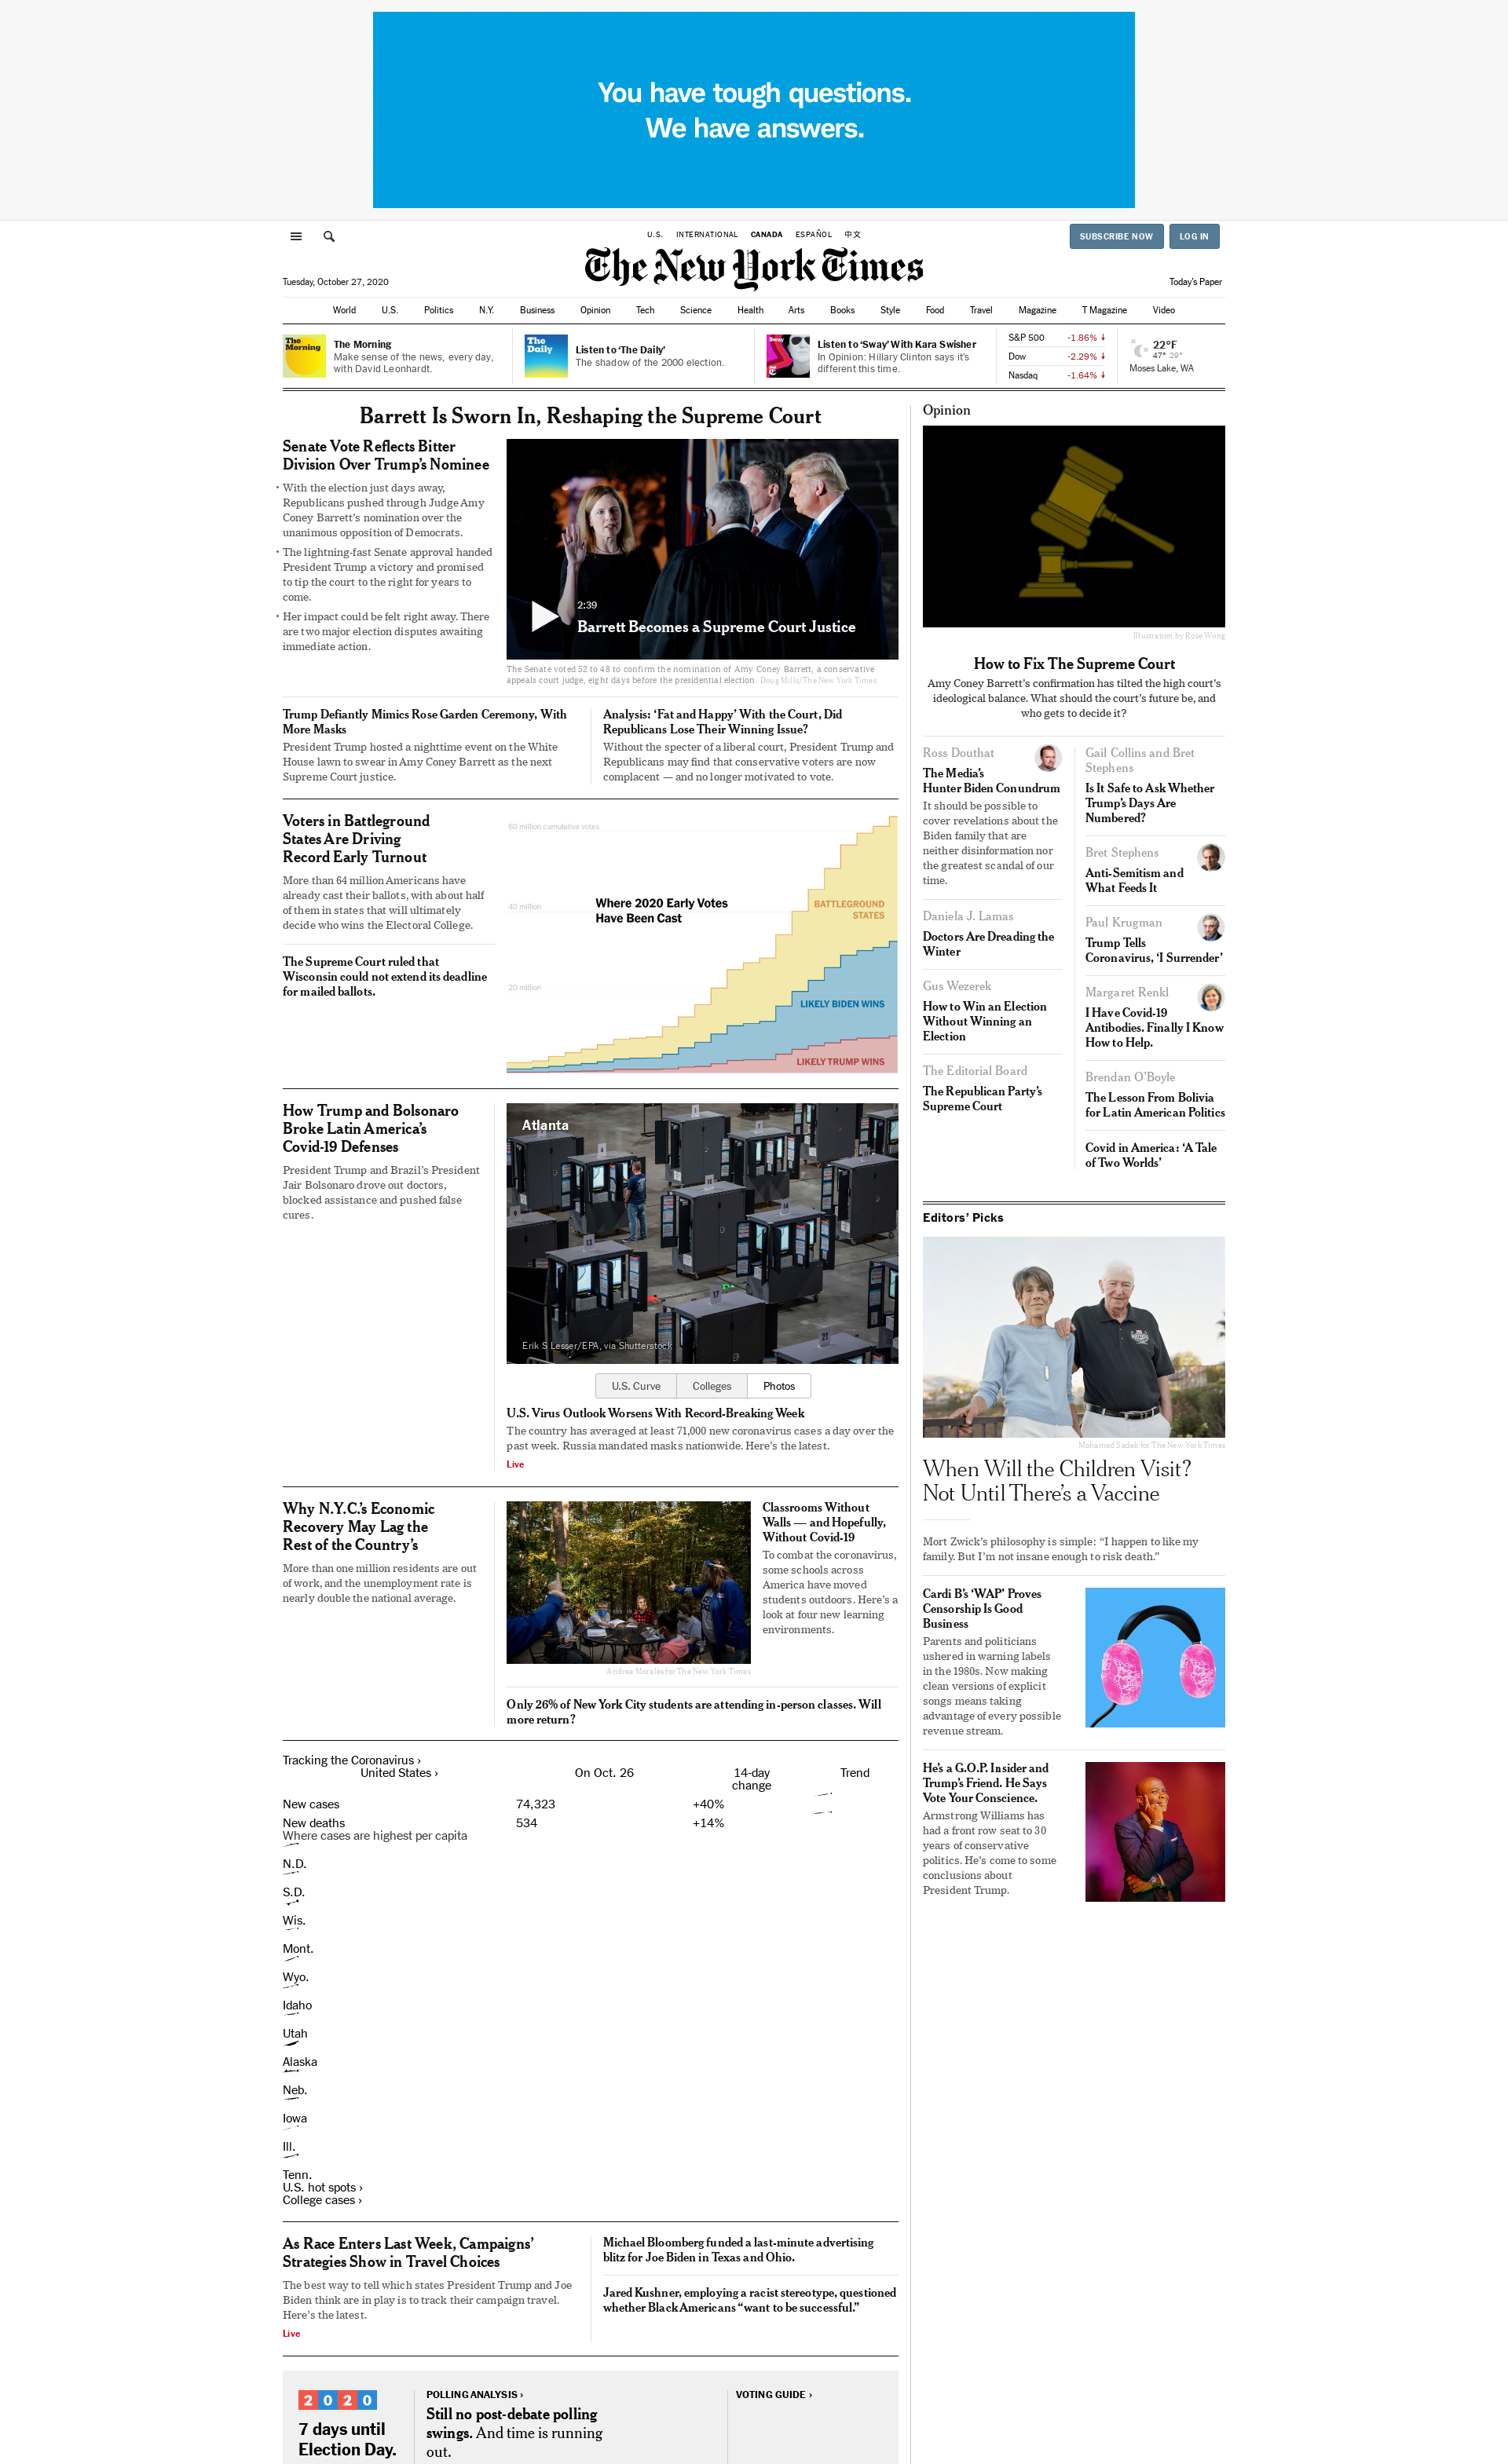 You have tough questions.
We have answers.
U.S.
INTERNATIONAL
CANADA
ESPAÑOL
中文
SUBSCRIBE NOW
LOG IN
The New York Times
Tuesday, October 27, 2020
Today's Paper
World
U.S.
Politics
N.Y.
Business
Opinion
Tech
Science
Health
Arts
Books
Style
Food
Travel
Magazine
T Magazine
Video
The
Morning
The Morning
Make sense of the news, every day,
with David Leonhardt.
The
Daily
Listen to ‘The Daily’
The shadow of the 2000 election.
Sway
Listen to ‘Sway’ With Kara Swisher
In Opinion: Hillary Clinton says it's
different this time.
S&P 500 -1.86% ↓
Dow -2.29% ↓
Nasdaq -1.64% ↓
22°F
47° 29°
Moses Lake, WA
Barrett Is Sworn In, Reshaping the Supreme Court
Senate Vote Reflects Bitter
Division Over Trump’s Nominee
• With the election just days away,
Republicans pushed through Judge Amy
Coney Barrett’s nomination over the
unanimous opposition of Democrats.
• The lightning-fast Senate approval handed
President Trump a victory and promised
to tip the court to the right for years to
come.
• Her impact could be felt right away. There
are two major election disputes awaiting
immediate action.
2:39
Barrett Becomes a Supreme Court Justice
The Senate voted 52 to 48 to confirm the nomination of Amy Coney Barrett, a conservative
appeals court judge, eight days before the presidential election. Doug Mills/The New York Times
Trump Defiantly Mimics Rose Garden Ceremony, With
More Masks
President Trump hosted a nighttime event on the White
House lawn to swear in Amy Coney Barrett as the next
Supreme Court justice.
Analysis: ‘Fat and Happy’ With the Court, Did
Republicans Lose Their Winning Issue?
Without the specter of a liberal court, President Trump and
Republicans may find that conservative voters are now
complacent — and no longer motivated to vote.
Voters in Battleground
States Are Driving
Record Early Turnout
More than 64 million Americans have
already cast their ballots, with about half
of them in states that will ultimately
decide who wins the Electoral College.
The Supreme Court ruled that
Wisconsin could not extend its deadline
for mailed ballots.
60 million cumulative votes
40 million
20 million
Where 2020 Early Votes
Have Been Cast
BATTLEGROUND
STATES
LIKELY BIDEN WINS
LIKELY TRUMP WINS
How Trump and Bolsonaro
Broke Latin America’s
Covid-19 Defenses
President Trump and Brazil’s President
Jair Bolsonaro drove out doctors,
blocked assistance and pushed false
cures.
Atlanta
13
17
21
Erik S Lesser/EPA, via Shutterstock
U.S. Curve
Colleges
Photos
U.S. Virus Outlook Worsens With Record-Breaking Week
The country has averaged at least 71,000 new coronavirus cases a day over the
past week. Russia mandated masks nationwide. Here’s the latest.
Live
Why N.Y.C.’s Economic
Recovery May Lag the
Rest of the Country’s
More than one million residents are out
of work, and the unemployment rate is
nearly double the national average.
Andrea Morales for The New York Times
Classrooms Without
Walls — and Hopefully,
Without Covid-19
To combat the coronavirus,
some schools across
America have moved
students outdoors. Here’s a
look at four new learning
environments.
Only 26% of New York City students are attending in-person classes. Will
more return?
Tracking the Coronavirus ›
United States › On Oct. 26 14-day
change Trend
New cases 74,323 +40%
New deaths 534 +14%
Where cases are highest per capita
N.D.
S.D.
Wis.
Mont.
Wyo.
Idaho
Utah
Alaska
Neb.
Iowa
Ill.
Tenn.
U.S. hot spots ›
College cases ›
As Race Enters Last Week, Campaigns’
Strategies Show in Travel Choices
The best way to tell which states President Trump and Joe
Biden think are in play is to track their campaign travel.
Here’s the latest.
Live
Michael Bloomberg funded a last-minute advertising
blitz for Joe Biden in Texas and Ohio.
Jared Kushner, employing a racist stereotype, questioned
whether Black Americans “want to be successful.”
2020
7 days until
Election Day.
POLLING ANALYSIS ›
Still no post-debate polling
swings. And time is running
out.
VOTING GUIDE ›
Opinion
Illustration by Rose Wong
How to Fix The Supreme Court
Amy Coney Barrett’s confirmation has tilted the high court’s
ideological balance. What should the court’s future be, and
who gets to decide it?
Ross Douthat
The Media’s
Hunter Biden Conundrum
It should be possible to
cover revelations about the
Biden family that are
neither disinformation nor
the greatest scandal of our
time.
Daniela J. Lamas
Doctors Are Dreading the
Winter
Gus Wezerek
How to Win an Election
Without Winning an
Election
The Editorial Board
The Republican Party’s
Supreme Court
Gail Collins and Bret
Stephens
Is It Safe to Ask Whether
Trump’s Days Are
Numbered?
Bret Stephens
Anti-Semitism and
What Feeds It
Paul Krugman
Trump Tells
Coronavirus, ‘I Surrender’
Margaret Renkl
I Have Covid-19
Antibodies. Finally I Know
How to Help.
Brendan O’Boyle
The Lesson From Bolivia
for Latin American Politics
Covid in America: ‘A Tale
of Two Worlds’
Editors’ Picks
Mohamed Sadek for The New York Times
When Will the Children Visit?
Not Until There’s a Vaccine
Mort Zwick’s philosophy is simple: “I happen to like my
family. But I’m not insane enough to risk death.”
Cardi B’s ‘WAP’ Proves
Censorship Is Good
Business
Parents and politicians
ushered in warning labels
in the 1980s. Now making
clean versions of explicit
songs means taking
advantage of every possible
revenue stream.
He’s a G.O.P. Insider and
Trump’s Friend. He Says
Vote Your Conscience.
Armstrong Williams has
had a front row seat to 30
years of conservative
politics. He’s come to some
conclusions about
President Trump.